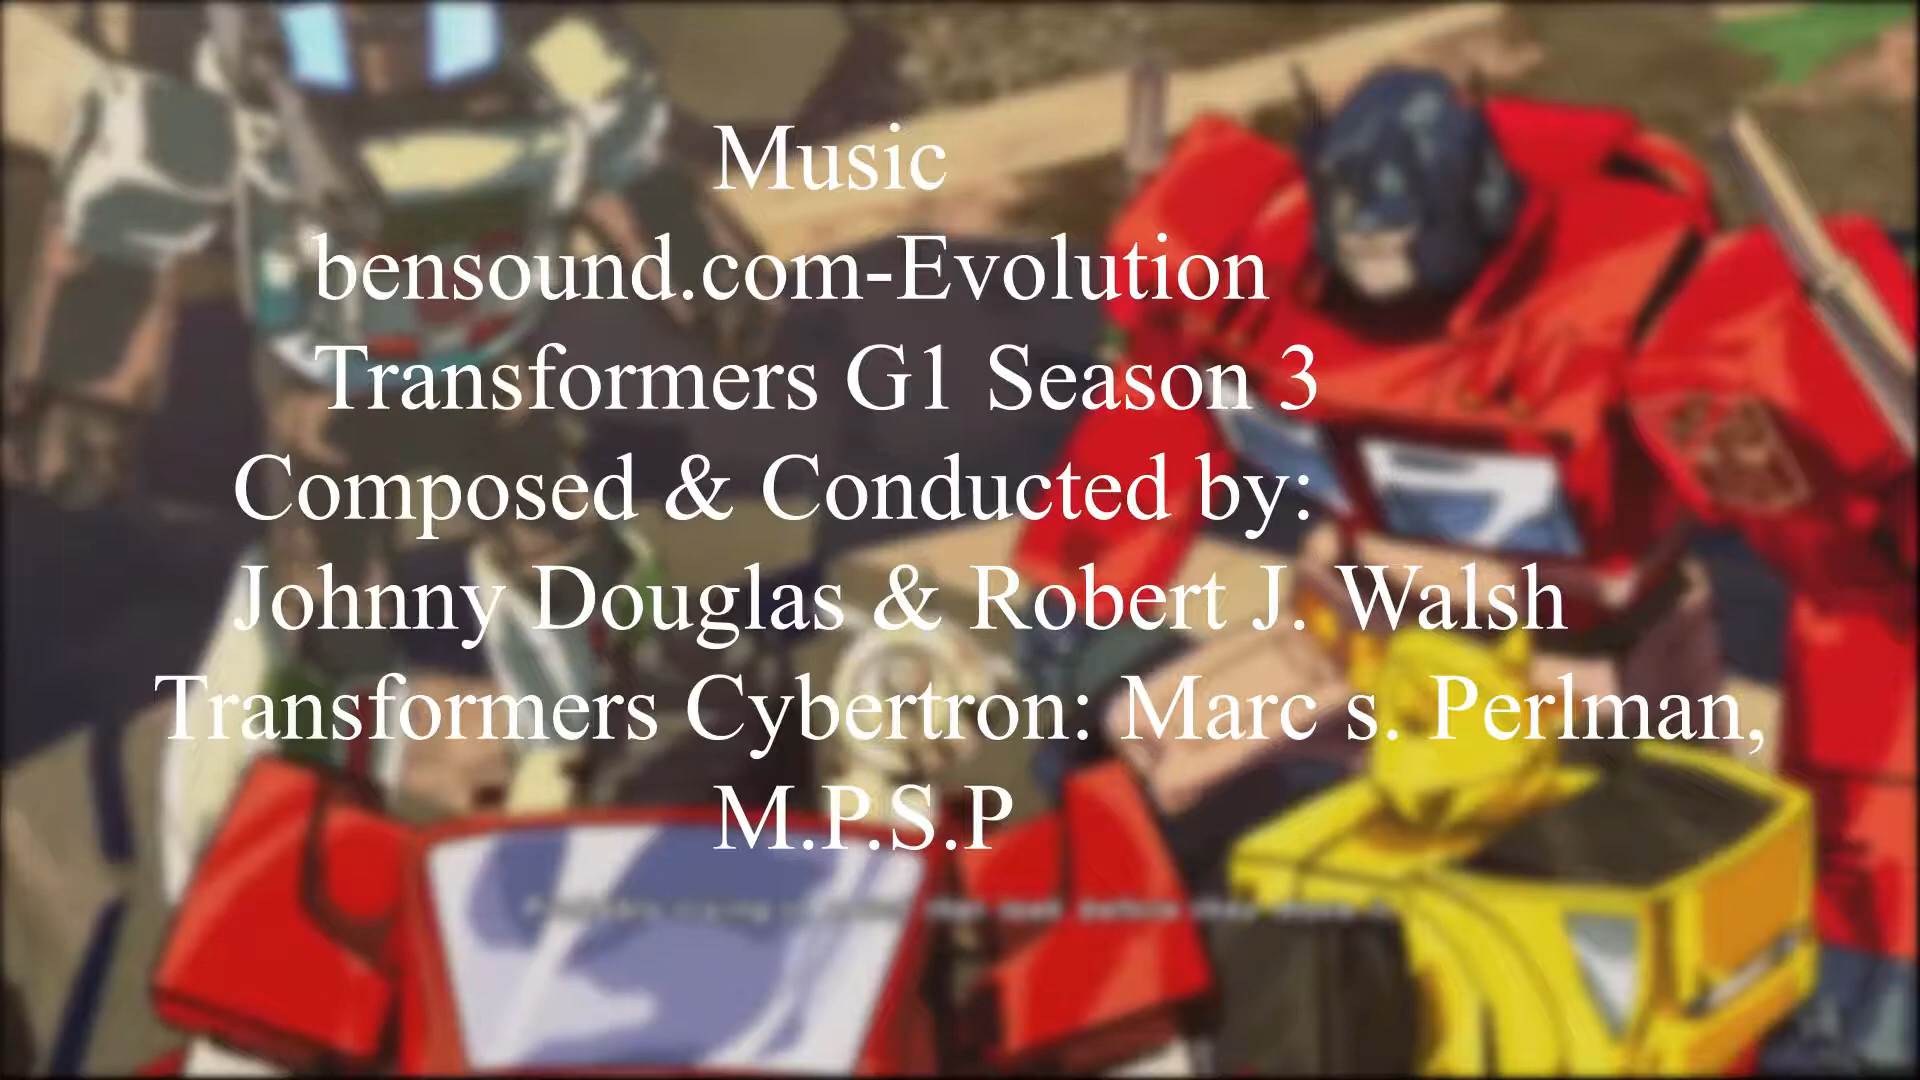 Music
bensound.com-Evolution
Transformers G1 Season 3
Composed & Conducted by:
Johnny Douglas & Robert J. Walsh
Transformers Cybertron: Marc s. Perlman,
M.P.S.P